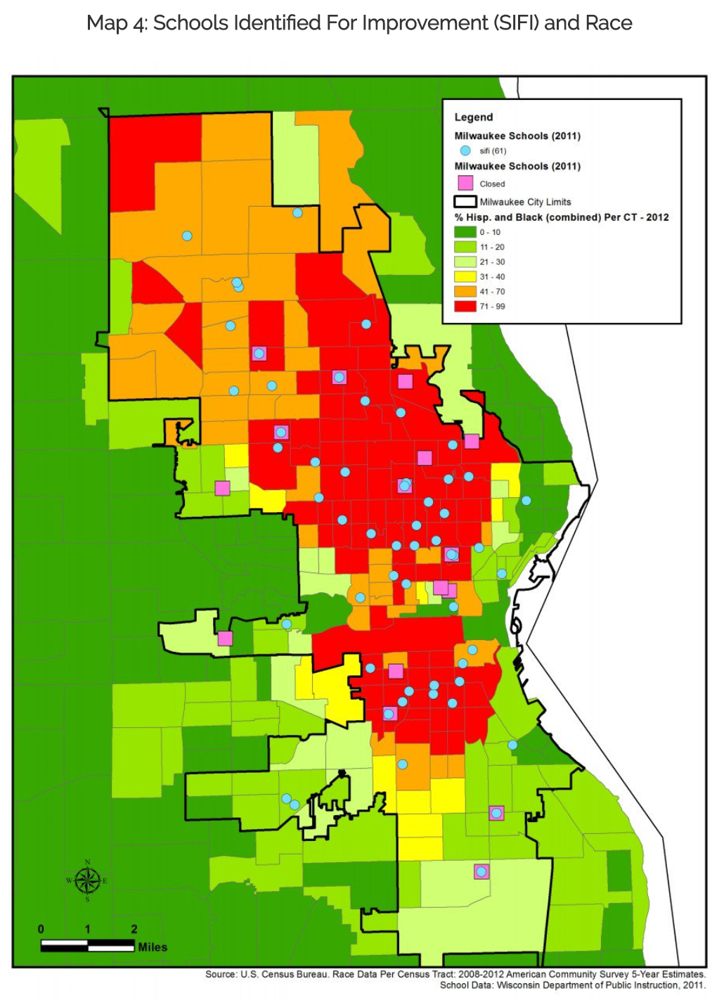 Map 4: Schools Identified For Improvement (SIFI) and Race
Legend
Milwaukee Schools (2011)
sifi (61)
Milwaukee Schools (2011)
Closed
Milwaukee City Limits
% Hisp. and Black (combined) Per CT - 2012
0 - 10
11 - 20
21 - 30
31 - 40
41 - 70
71 - 99
N
W E
S
0 1 2
Miles
Source: U.S. Census Bureau. Race Data Per Census Tract: 2008-2012 American Community Survey 5-Year Estimates.
School Data: Wisconsin Department of Public Instruction, 2011.